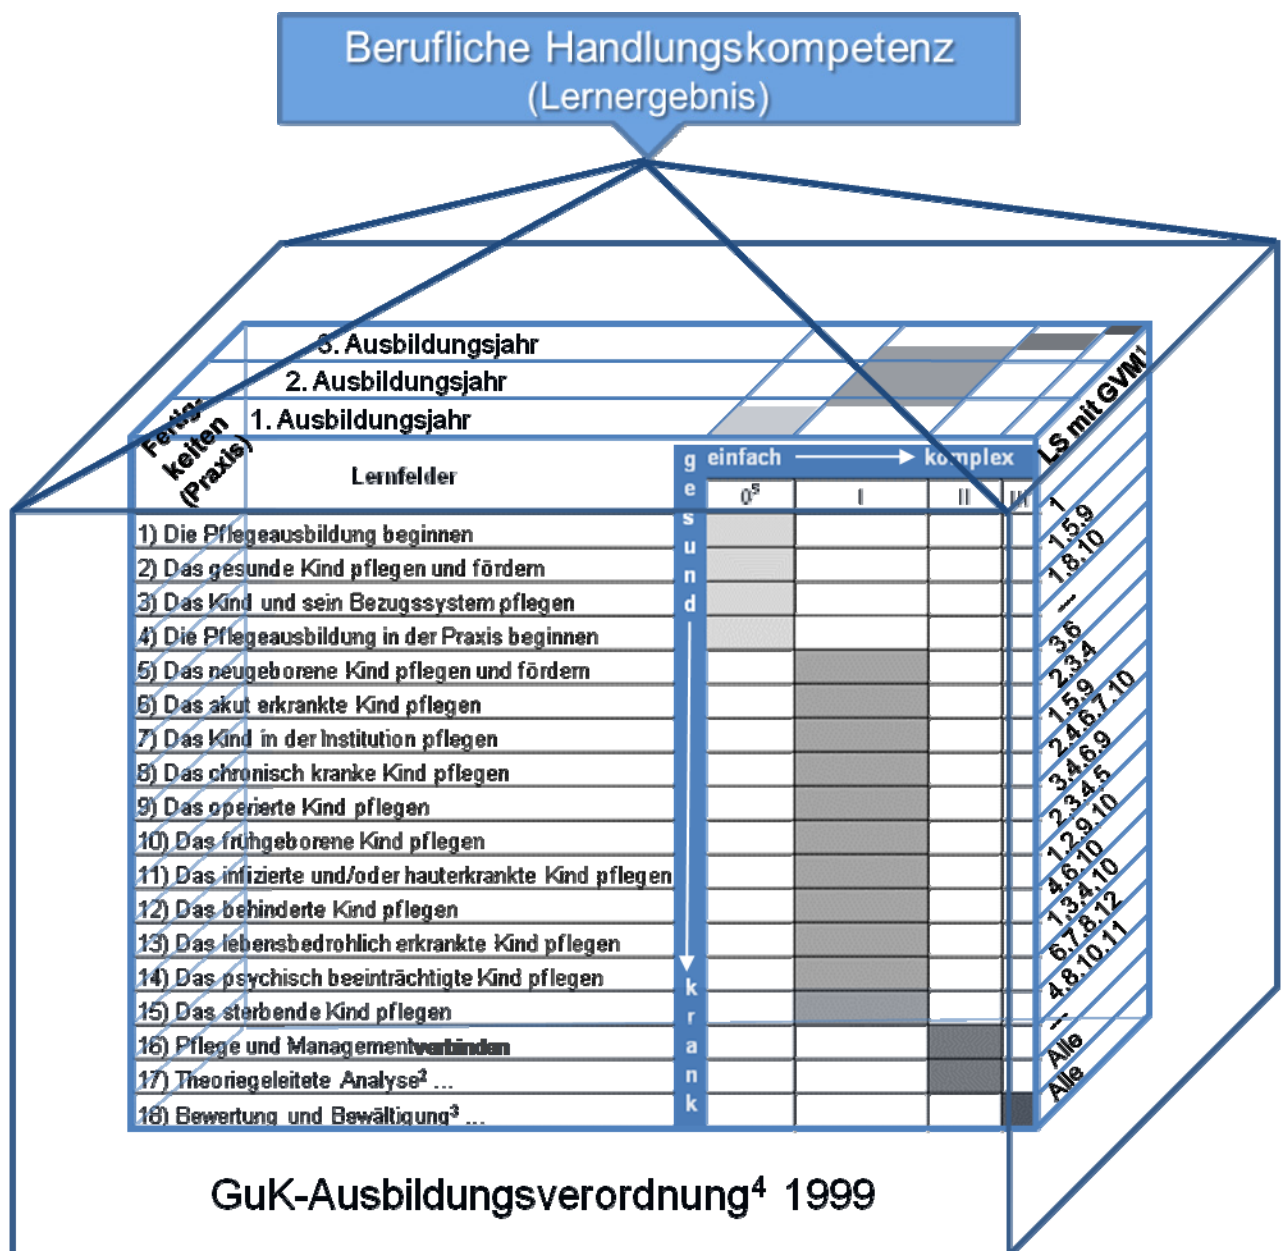 Berufliche Handlungskompetenz
(Lernergebnis)
3. Ausbildungsjahr
2. Ausbildungsjahr
1. Ausbildungsjahr
Fertig-
keiten
(Praxis)
LS mit GVM¹
Lernfelder
gesund
krank
einfach
komplex
0⁵
I
II
III
1) Die Pflegeausbildung beginnen
2) Das gesunde Kind pflegen und fördern
3) Das Kind und sein Bezugssystem pflegen
4) Die Pflegeausbildung in der Praxis beginnen
5) Das neugeborene Kind pflegen und fördern
6) Das akut erkrankte Kind pflegen
7) Das Kind in der Institution pflegen
8) Das chronisch kranke Kind pflegen
9) Das operierte Kind pflegen
10) Das frühgeborene Kind pflegen
11) Das infizierte und/oder hauterkrankte Kind pflegen
12) Das behinderte Kind pflegen
13) Das lebensbedrohlich erkrankte Kind pflegen
14) Das psychisch beeinträchtigte Kind pflegen
15) Das sterbende Kind pflegen
16) Pflege und Management verbinden
17) Theoriegeleitete Analyse² ...
18) Bewertung und Bewältigung³ ...
1
1,5,9
1,8,10
---
3,6
2,3,4
1,5,9
2,4,6,7,10
3,4,6,9
2,3,4,5
1,2,9,10
4,6,10
1,3,4,10
6,7,8,12
4,8,10,11
---
Alle
Alle
GuK-Ausbildungsverordnung⁴ 1999